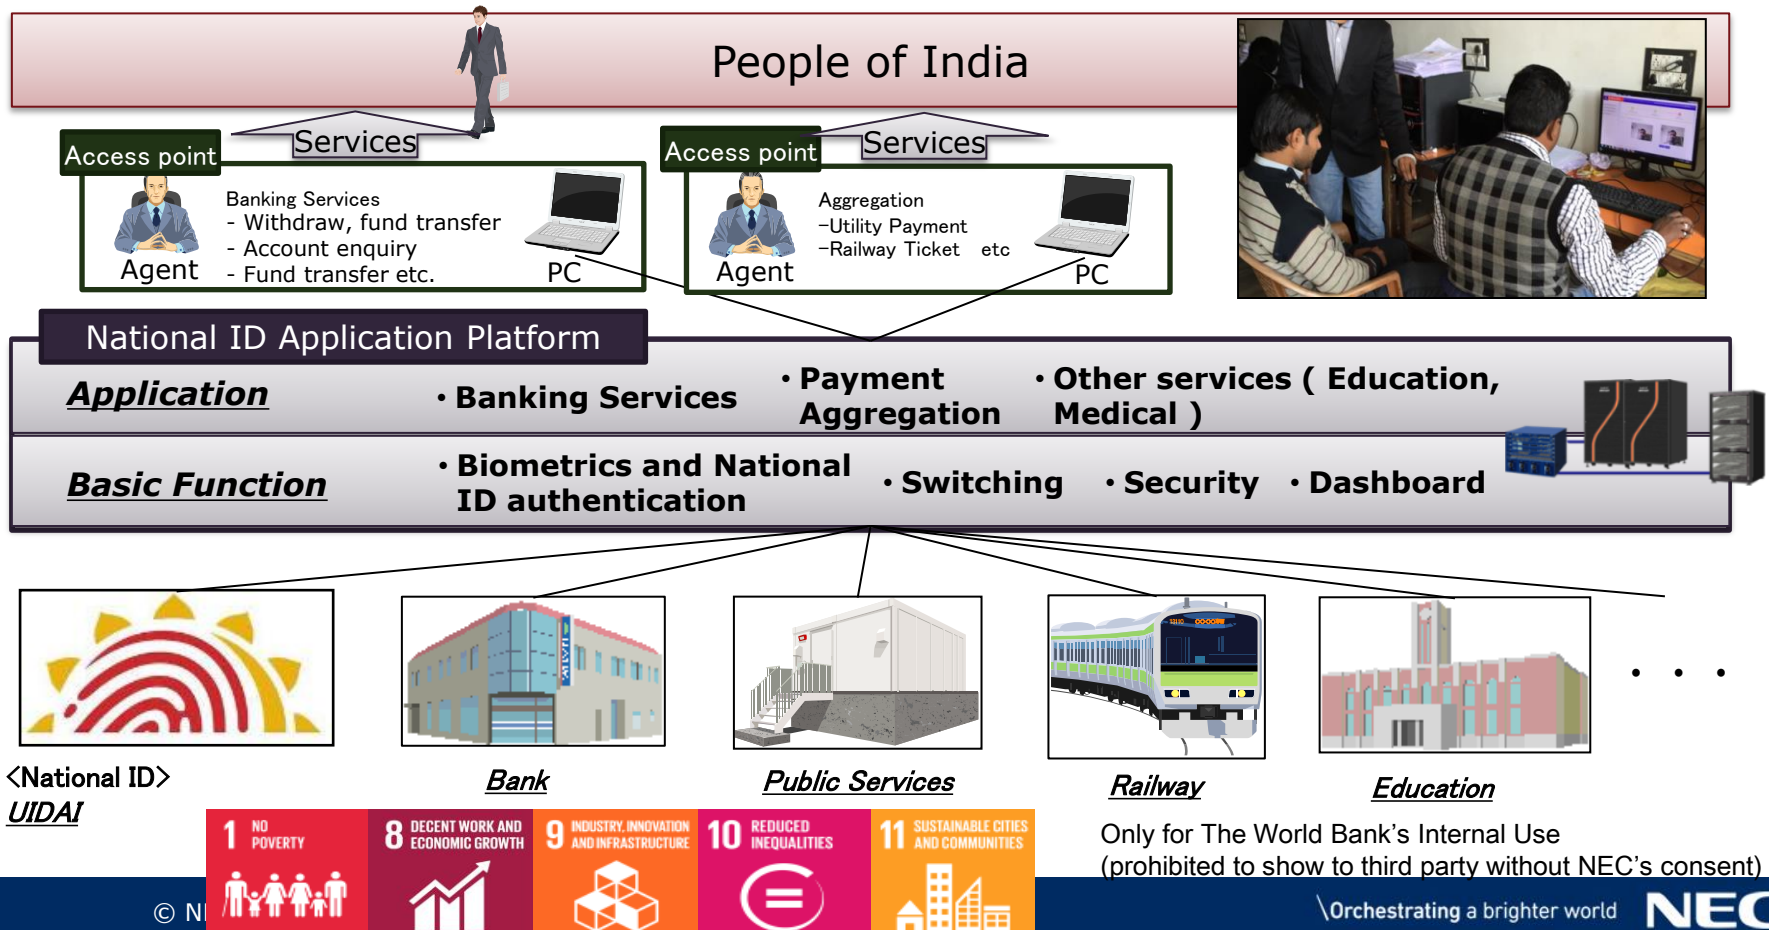 People of India
Services
Services
Access point
Access point
Banking Services
- Withdraw, fund transfer
- Account enquiry
- Fund transfer etc.
Agent
PC
Aggregation
-Utility Payment
-Railway Ticket etc
Agent
PC
National ID Application Platform
Application
・Banking Services
・Payment
Aggregation
・Other services ( Education,
Medical )
Basic Function
・Biometrics and National
ID authentication
・Switching
・Security
・Dashboard
<National ID>
UIDAI
Bank
Public Services
Railway
Education
・・・
1 NO
POVERTY
8 DECENT WORK AND
ECONOMIC GROWTH
9 INDUSTRY, INNOVATION
AND INFRASTRUCTURE
10 REDUCED
INEQUALITIES
11 SUSTAINABLE CITIES
AND COMMUNITIES
Only for The World Bank's Internal Use
(prohibited to show to third party without NEC's consent)
©
\Orchestrating a brighter world
NEC